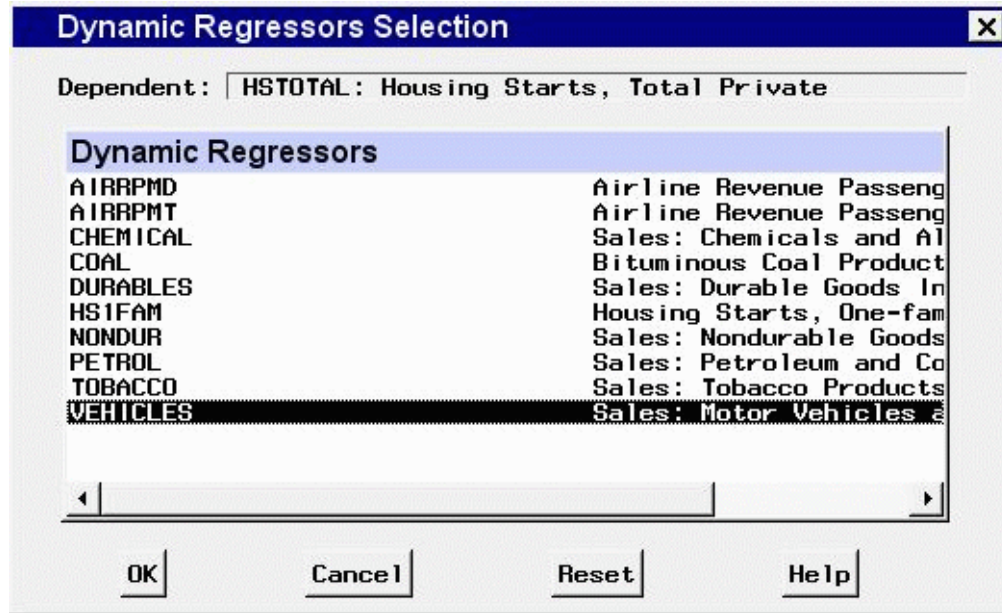 Dynamic Regressors Selection
Dependent: HSTOTAL: Housing Starts, Total Private
Dynamic Regressors
AIRRPMD Airline Revenue Passeng
AIRRPMT Airline Revenue Passeng
CHEMICAL Sales: Chemicals and Al
COAL Bituminous Coal Product
DURABLES Sales: Durable Goods In
HS1FAM Housing Starts, One-fam
NONDUR Sales: Nondurable Goods
PETROL Sales: Petroleum and Co
TOBACCO Sales: Tobacco Products
VEHICLES Sales: Motor Vehicles a
OK Cancel Reset Help